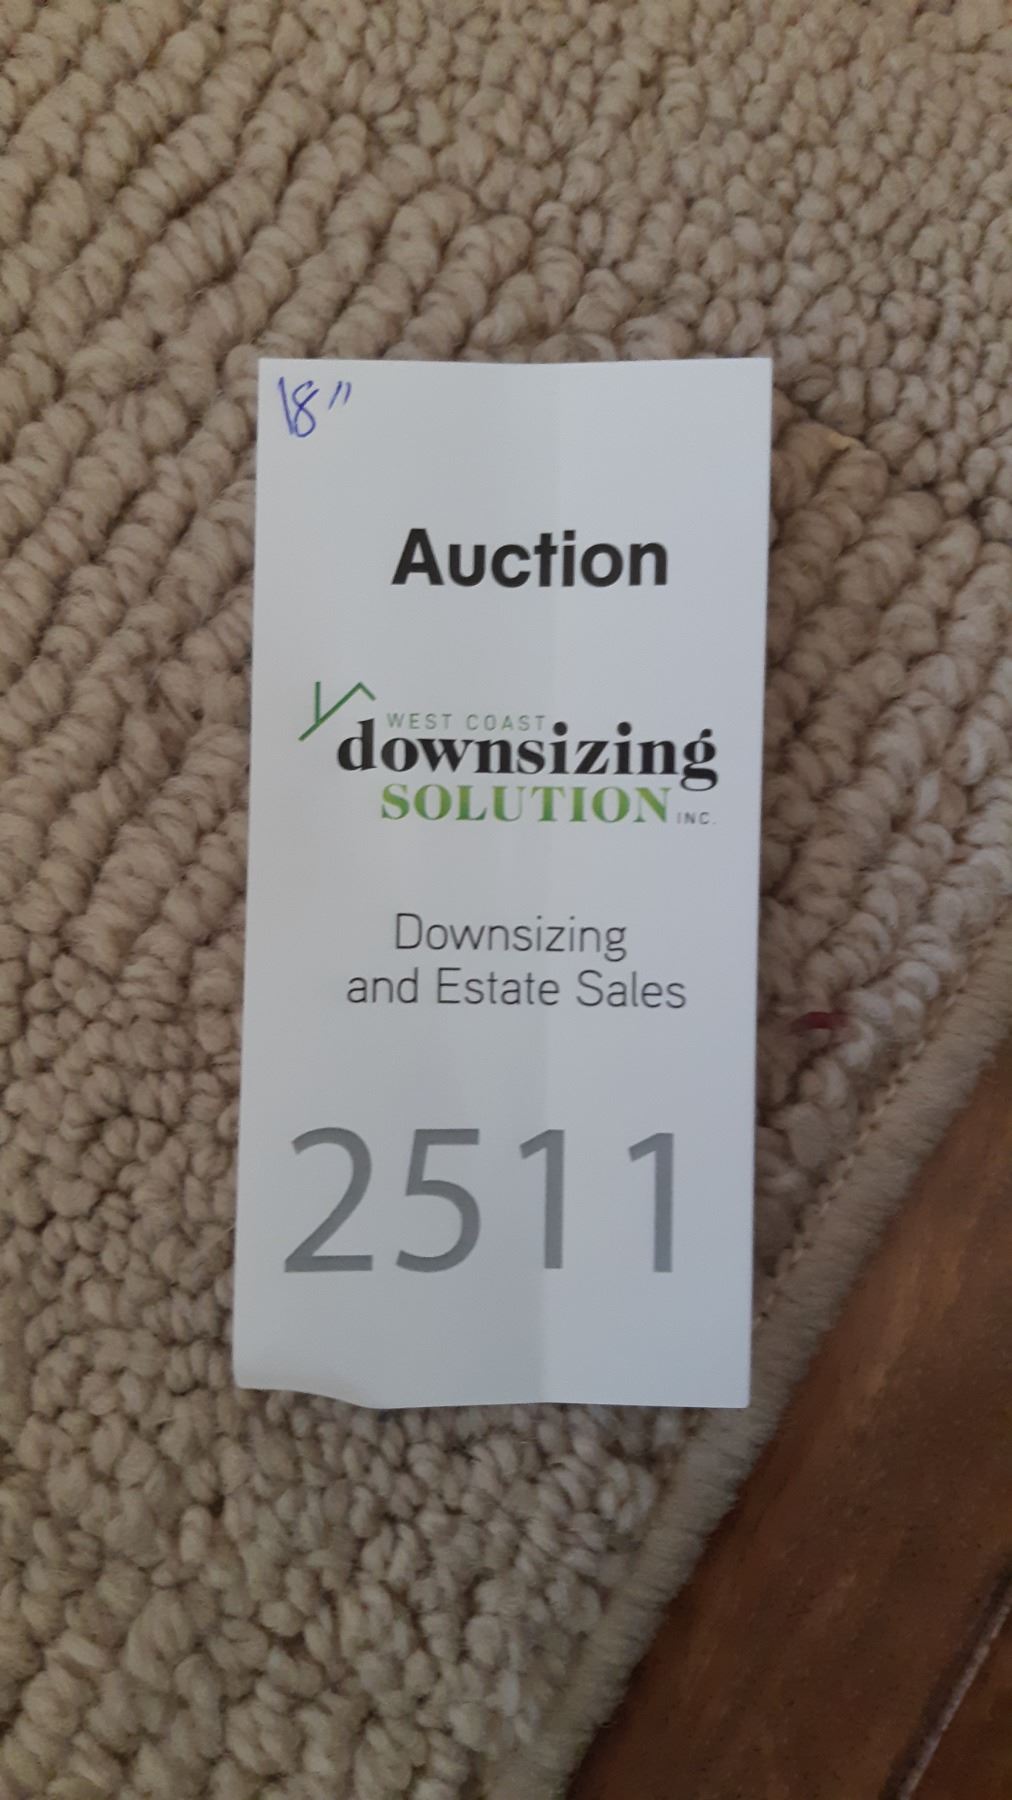 18"
Auction
WEST COAST
downsizing
SOLUTION INC.
Downsizing
and Estate Sales
2511